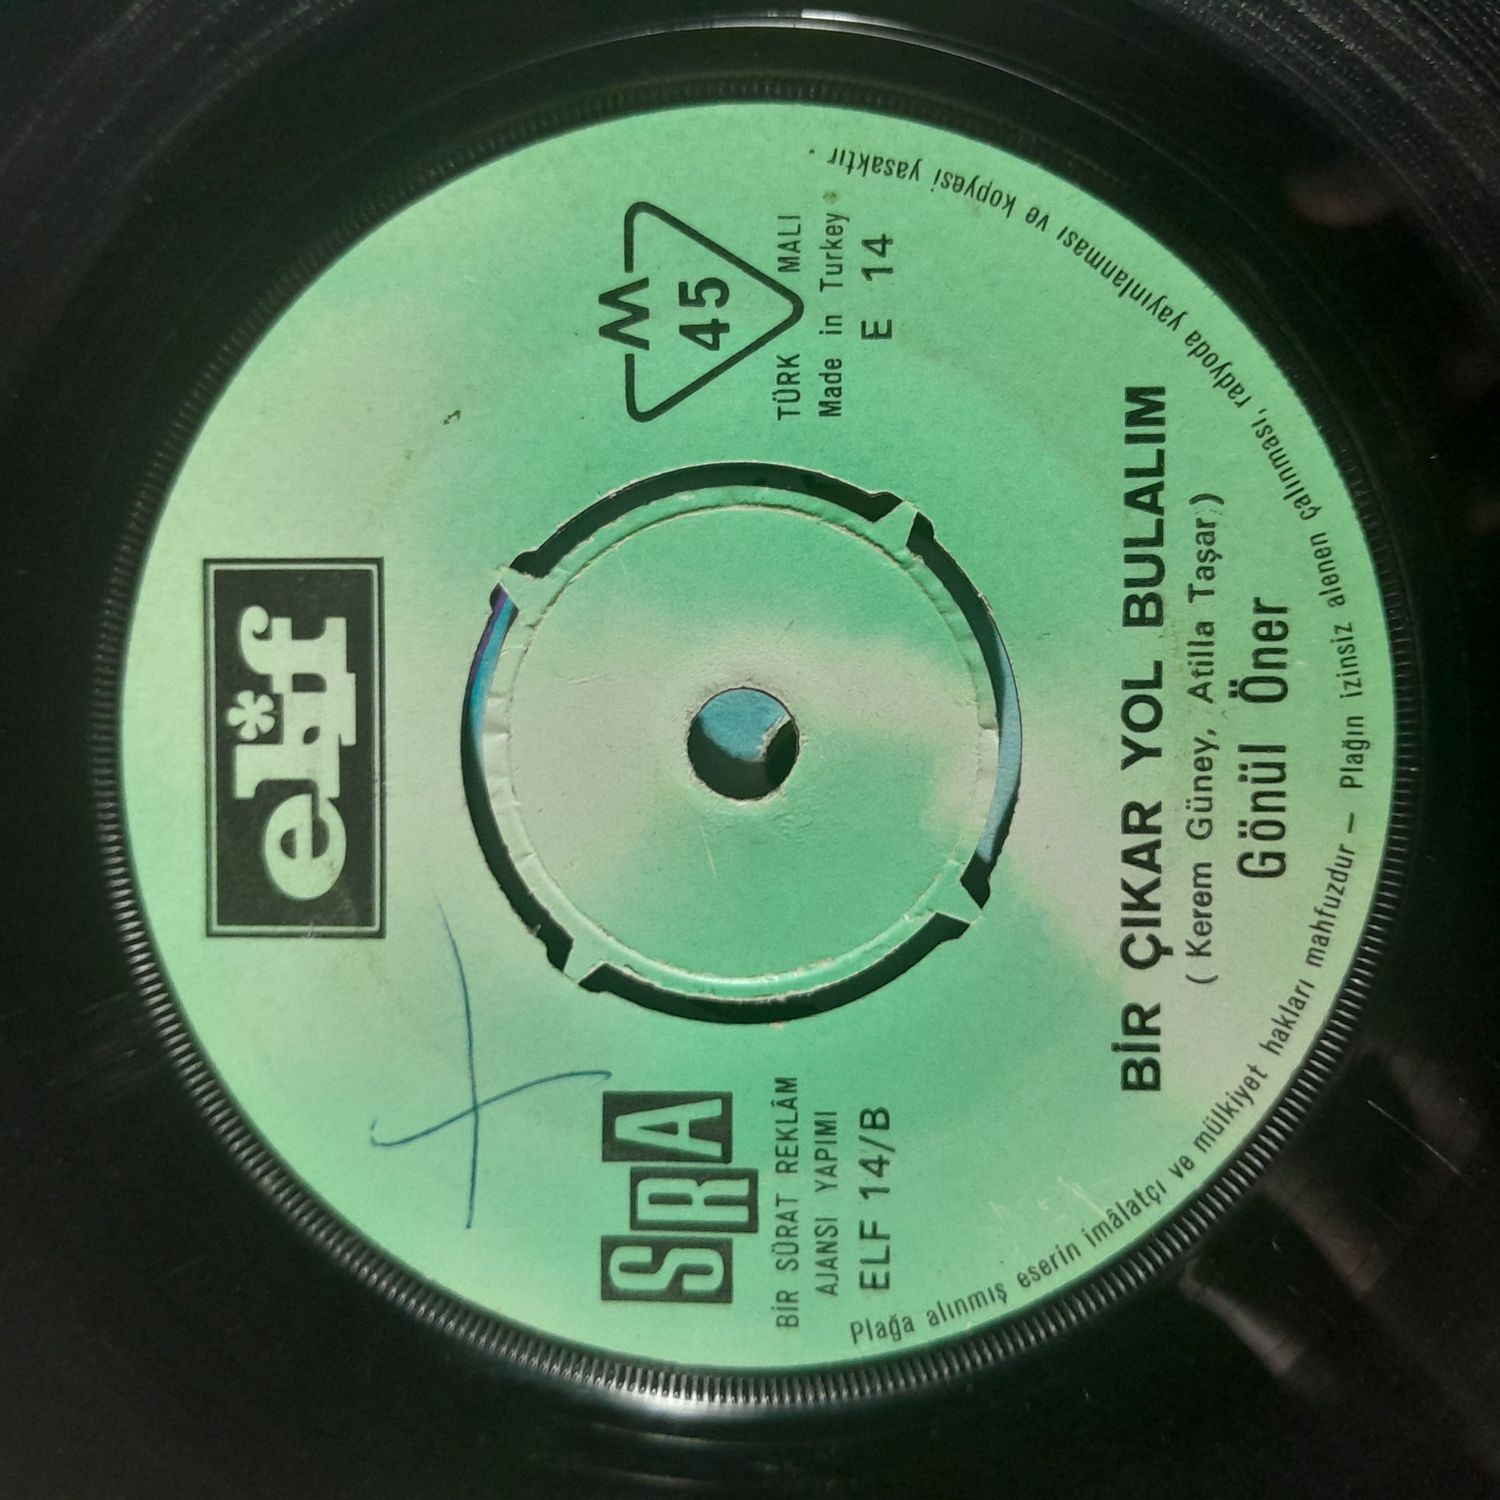 elif
SRA
BİR SÜRAT REKLÂM
AJANSI YAPIMI
ELF 14/B
M
45
TÜRK MALI
Made in Turkey
E 14
BİR ÇIKAR YOL BULALIM
( Kerem Güney, Atilla Taşar )
Gönül Öner
Plağa alınmış eserin imâlatçı ve mülkiyet hakları mahfuzdur – Plağın izinsiz alenen çalınması, radyoda yayınlanması ve kopyesi yasaktır.